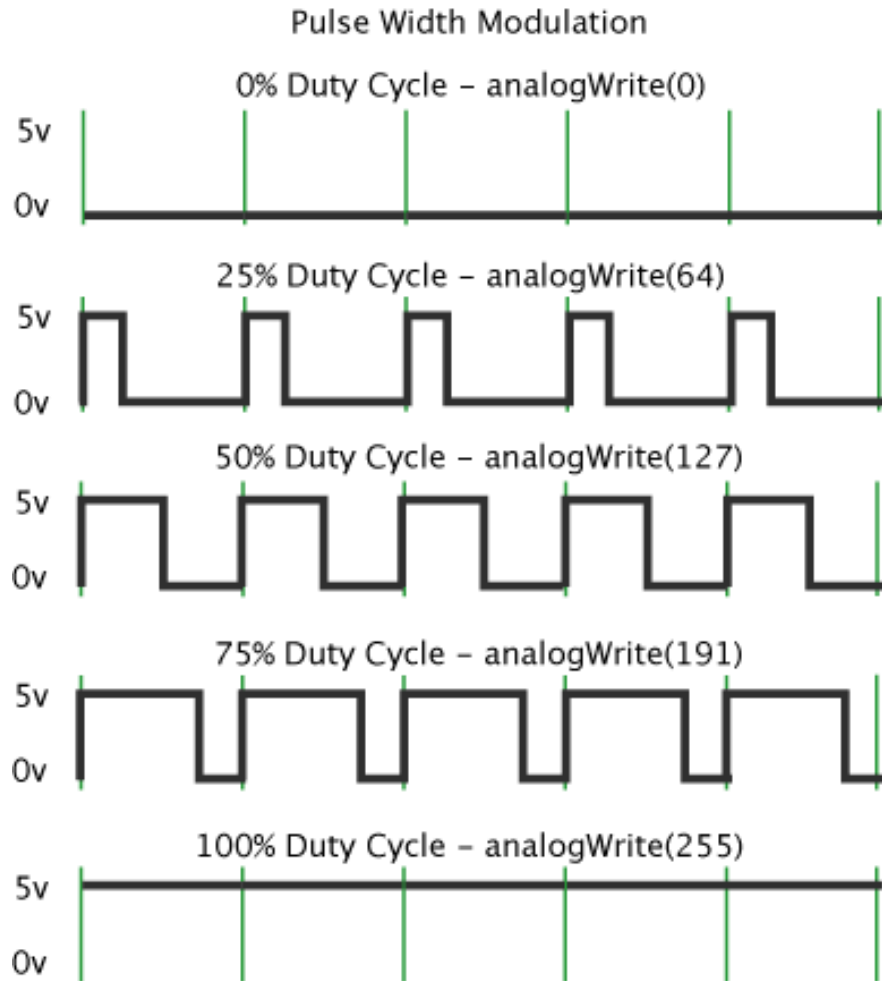 Pulse Width Modulation
0% Duty Cycle – analogWrite(0)
5v
0v
25% Duty Cycle – analogWrite(64)
5v
0v
50% Duty Cycle – analogWrite(127)
5v
0v
75% Duty Cycle – analogWrite(191)
5v
0v
100% Duty Cycle – analogWrite(255)
5v
0v